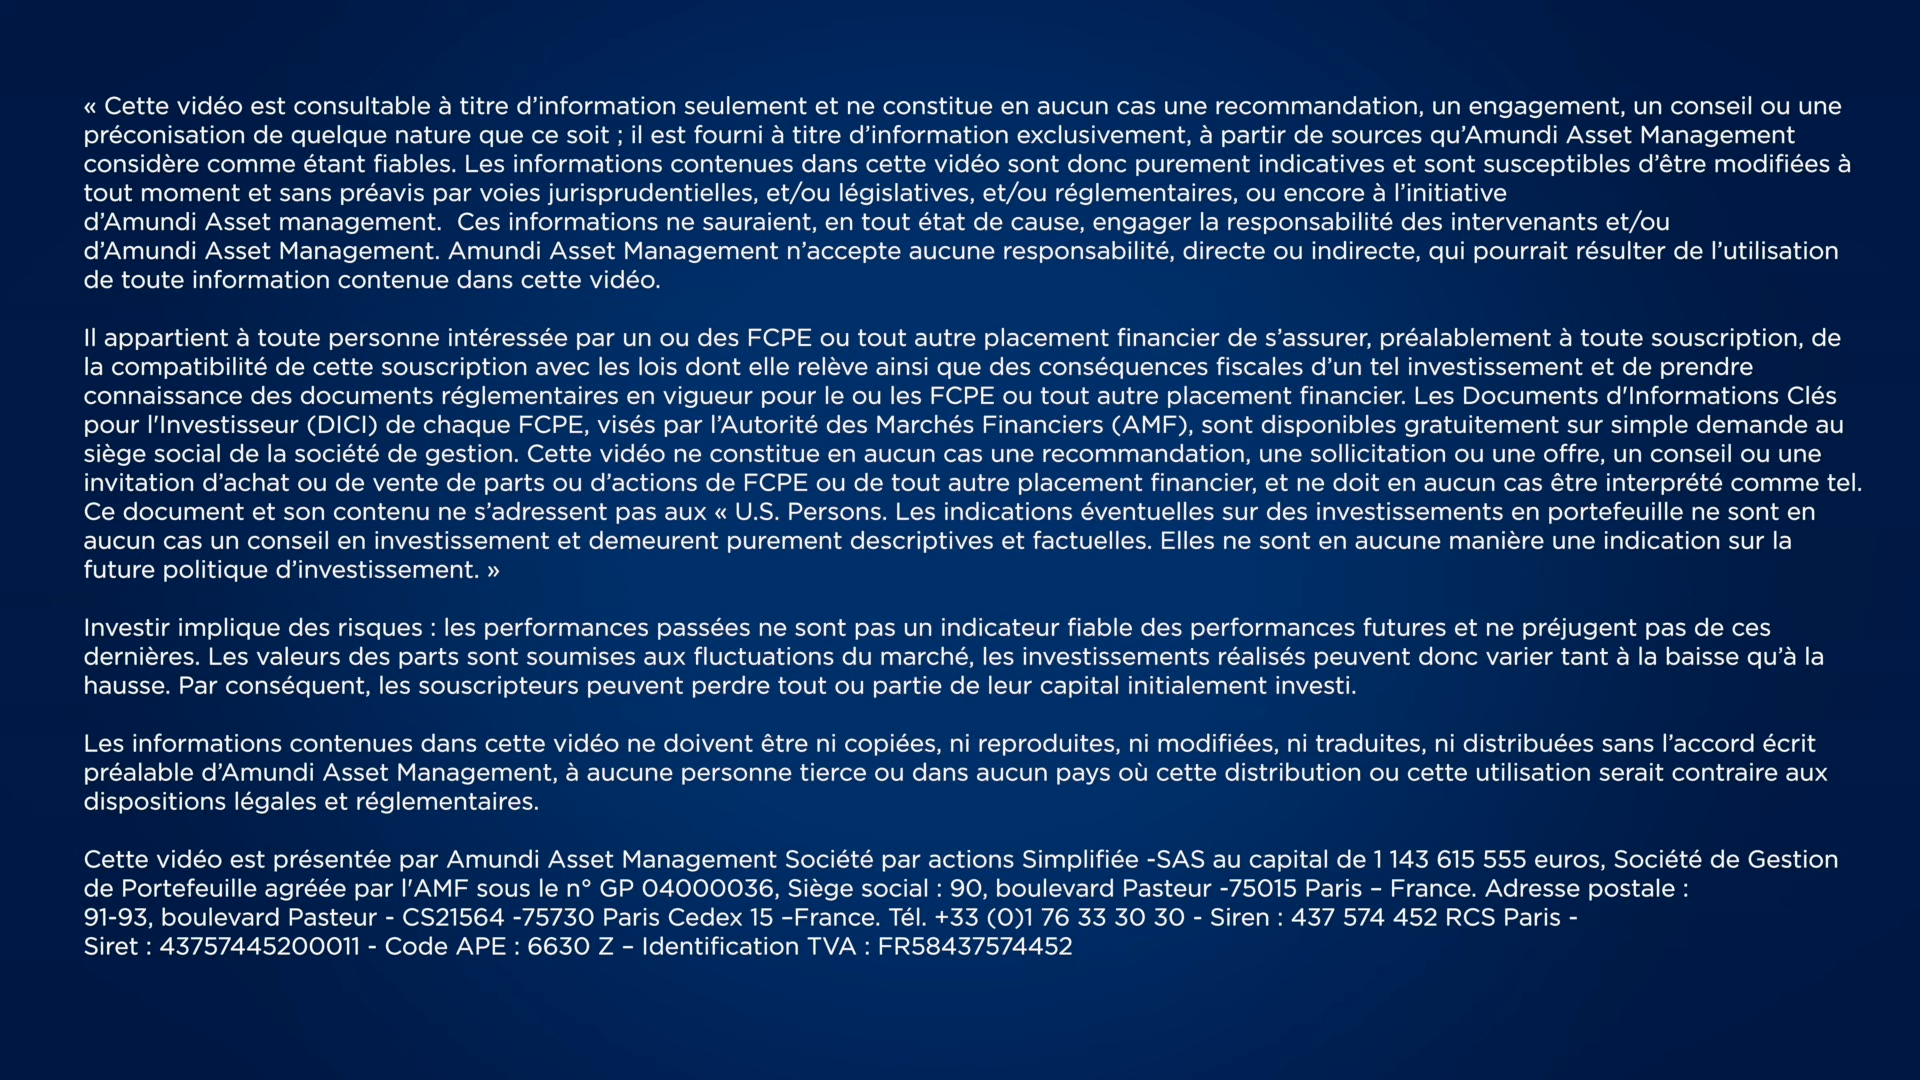 « Cette vidéo est consultable à titre d’information seulement et ne constitue en aucun cas une recommandation, un engagement, un conseil ou une
préconisation de quelque nature que ce soit ; il est fourni à titre d’information exclusivement, à partir de sources qu’Amundi Asset Management
considère comme étant fiables. Les informations contenues dans cette vidéo sont donc purement indicatives et sont susceptibles d’être modifiées à
tout moment et sans préavis par voies jurisprudentielles, et/ou législatives, et/ou réglementaires, ou encore à l’initiative
d’Amundi Asset management.  Ces informations ne sauraient, en tout état de cause, engager la responsabilité des intervenants et/ou
d’Amundi Asset Management. Amundi Asset Management n’accepte aucune responsabilité, directe ou indirecte, qui pourrait résulter de l’utilisation
de toute information contenue dans cette vidéo.
Il appartient à toute personne intéressée par un ou des FCPE ou tout autre placement financier de s’assurer, préalablement à toute souscription, de
la compatibilité de cette souscription avec les lois dont elle relève ainsi que des conséquences fiscales d’un tel investissement et de prendre
connaissance des documents réglementaires en vigueur pour le ou les FCPE ou tout autre placement financier. Les Documents d'Informations Clés
pour l'Investisseur (DICI) de chaque FCPE, visés par l’Autorité des Marchés Financiers (AMF), sont disponibles gratuitement sur simple demande au
siège social de la société de gestion. Cette vidéo ne constitue en aucun cas une recommandation, une sollicitation ou une offre, un conseil ou une
invitation d’achat ou de vente de parts ou d’actions de FCPE ou de tout autre placement financier, et ne doit en aucun cas être interprété comme tel.
Ce document et son contenu ne s’adressent pas aux « U.S. Persons. Les indications éventuelles sur des investissements en portefeuille ne sont en
aucun cas un conseil en investissement et demeurent purement descriptives et factuelles. Elles ne sont en aucune manière une indication sur la
future politique d’investissement. »
Investir implique des risques : les performances passées ne sont pas un indicateur fiable des performances futures et ne préjugent pas de ces
dernières. Les valeurs des parts sont soumises aux fluctuations du marché, les investissements réalisés peuvent donc varier tant à la baisse qu’à la
hausse. Par conséquent, les souscripteurs peuvent perdre tout ou partie de leur capital initialement investi.
Les informations contenues dans cette vidéo ne doivent être ni copiées, ni reproduites, ni modifiées, ni traduites, ni distribuées sans l’accord écrit
préalable d’Amundi Asset Management, à aucune personne tierce ou dans aucun pays où cette distribution ou cette utilisation serait contraire aux
dispositions légales et réglementaires.
Cette vidéo est présentée par Amundi Asset Management Société par actions Simplifiée -SAS au capital de 1 143 615 555 euros, Société de Gestion
de Portefeuille agréée par l'AMF sous le n° GP 04000036, Siège social : 90, boulevard Pasteur -75015 Paris – France. Adresse postale :
91-93, boulevard Pasteur - CS21564 -75730 Paris Cedex 15 –France. Tél. +33 (0)1 76 33 30 30 - Siren : 437 574 452 RCS Paris -
Siret : 43757445200011 - Code APE : 6630 Z – Identification TVA : FR58437574452